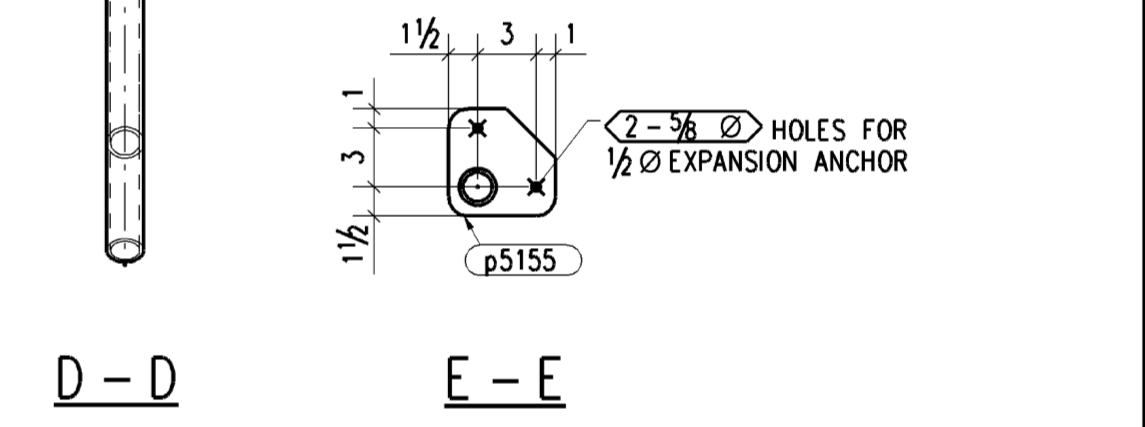 1½ 3 1
1
3
1½
2 - ⅝ Ø HOLES FOR
½ Ø EXPANSION ANCHOR
p5155
D - D
E - E